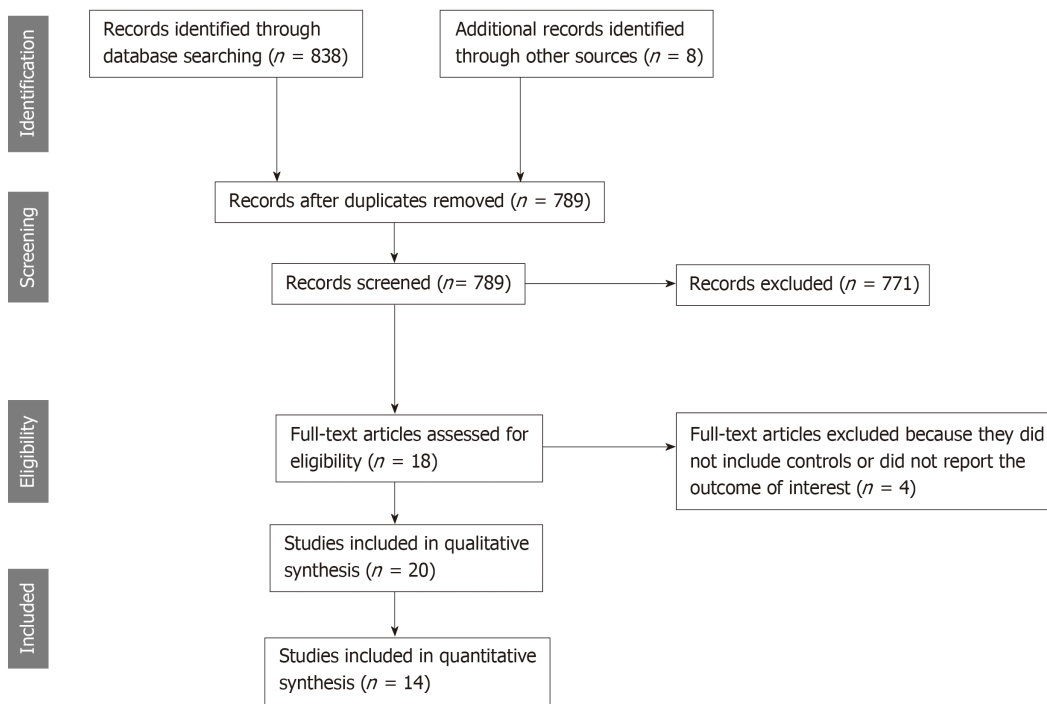 Identification
Records identified through
database searching (n = 838)
Additional records identified
through other sources (n = 8)
Records after duplicates removed (n = 789)
Screening
Records screened (n= 789)
Records excluded (n = 771)
Eligibility
Full-text articles assessed for
eligibility (n = 18)
Full-text articles excluded because they did
not include controls or did not report the
outcome of interest (n = 4)
Studies included in qualitative
synthesis (n = 20)
Included
Studies included in quantitative
synthesis (n = 14)